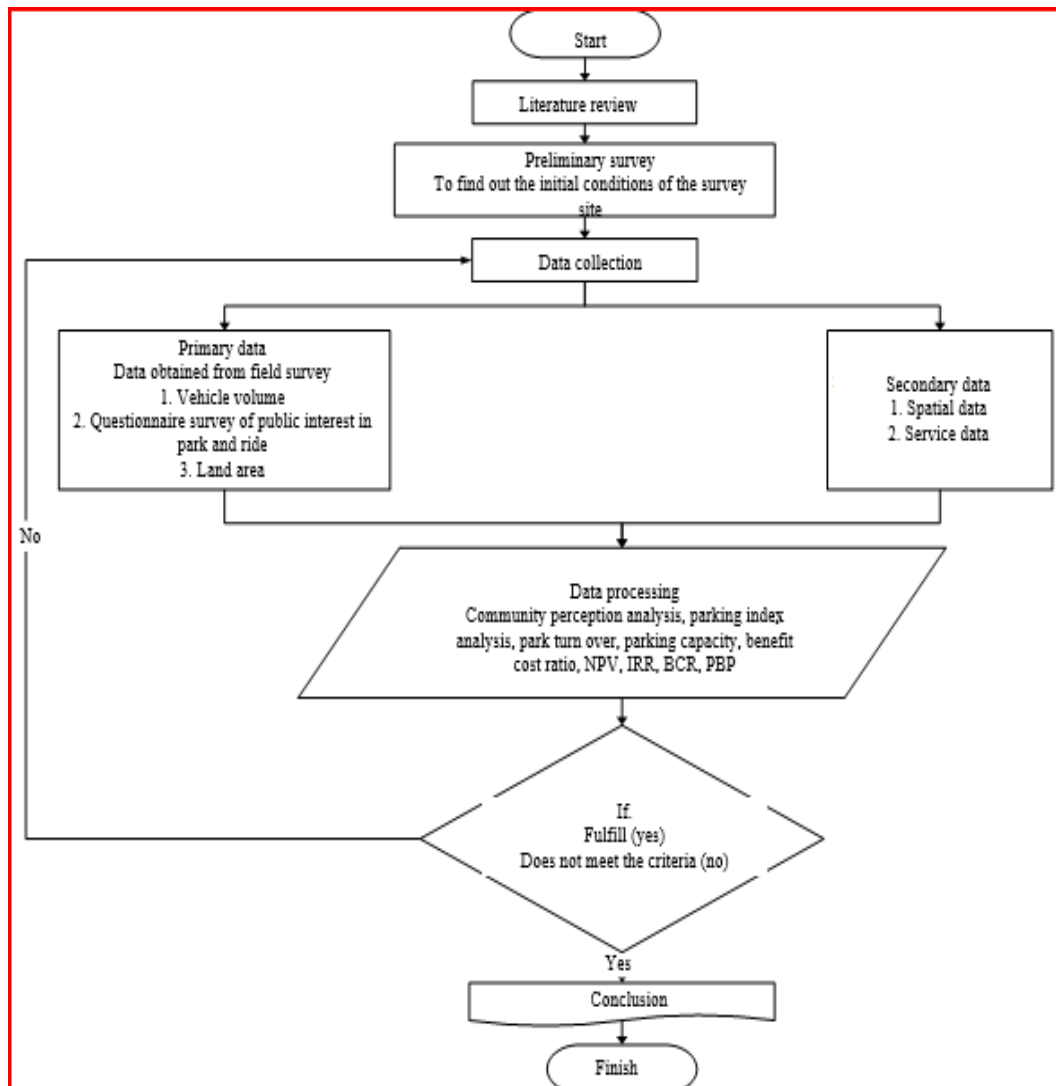 Start
Literature review
Preliminary survey
To find out the initial conditions of the survey
site
Data collection
Primary data
Data obtained from field survey
1. Vehicle volume
2. Questionnaire survey of public interest in
park and ride
3. Land area
Secondary data
1. Spatial data
2. Service data
No
Data processing
Community perception analysis, parking index
analysis, park turn over, parking capacity, benefit
cost ratio, NPV, IRR, BCR, PBP
If.
Fulfill (yes)
Does not meet the criteria (no)
Yes
Conclusion
Finish